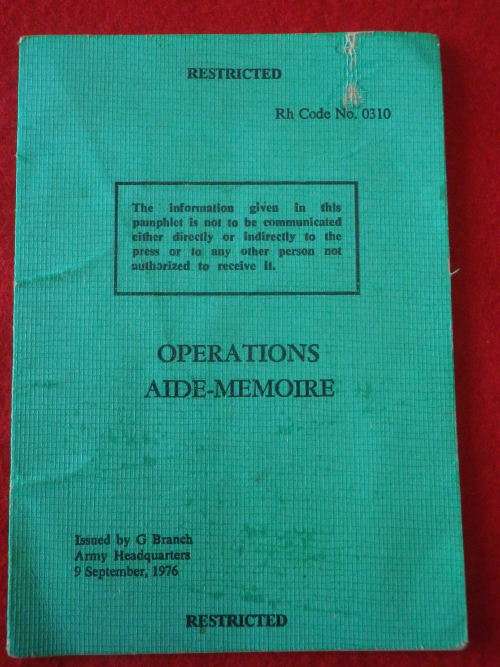 RESTRICTED
Rh Code No. 0310
The information given in this
pamphlet is not to be communicated
either directly or indirectly to the
press or to any other person not
authorized to receive it.
OPERATIONS
AIDE-MEMOIRE
Issued by G Branch
Army Headquarters
9 September, 1976
RESTRICTED